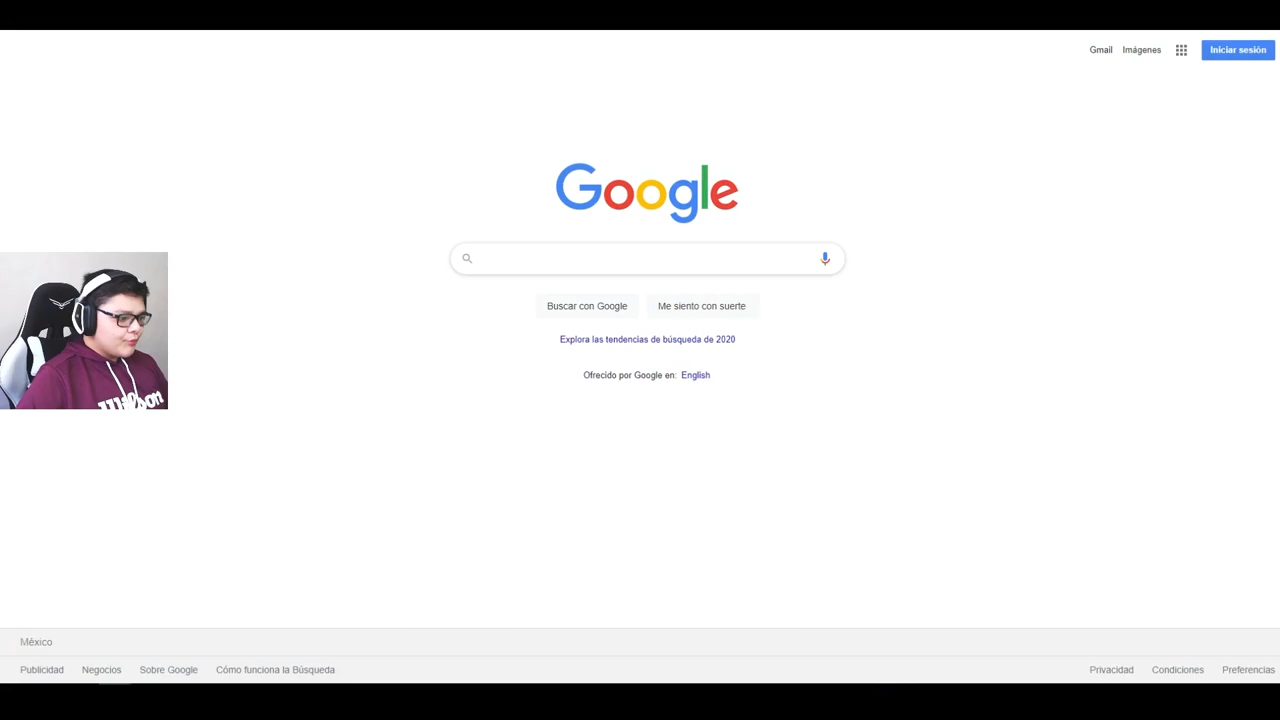 Gmail Imágenes Iniciar sesión
Google
Buscar con Google Me siento con suerte
Explora las tendencias de búsqueda de 2020
Ofrecido por Google en: English
Wilson
México
Publicidad Negocios Sobre Google Cómo funciona la Búsqueda Privacidad Condiciones Preferencias